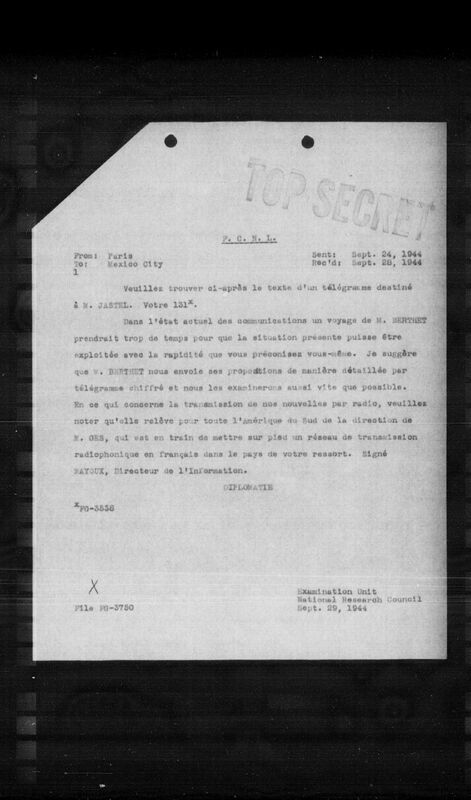 TOP SECRET
F. C. N. L.
From: Paris Sent: Sept. 24, 1944
To: Mexico City Rec'd: Sept. 28, 1944
1
Veuillez trouver ci-après le texte d'un télégramme destiné
à M. JASTEL. Votre 131x.
Dans l'état actuel des communications un voyage de M. BERTHET
prendrait trop de temps pour que la situation présente puisse être
exploitée avec la rapidité que vous préconisez vous-même. Je suggère
que M. BERTHET nous envoie ses propositions de manière détaillée par
télégramme chiffré et nous les examinerons aussi vite que possible.
En ce qui concerne la transmission de nos nouvelles par radio, veuillez
noter qu'elle relève pour toute l'Amérique du Sud de la direction de
M. GES, qui est en train de mettre sur pied un réseau de transmission
radiophonique en français dans le pays de votre ressort. Signé
RAYOUX, Directeur de l'Information.
DIPLOMATIE
xFG-3536
X
File FG-3750
Examination Unit
National Research Council
Sept. 29, 1944